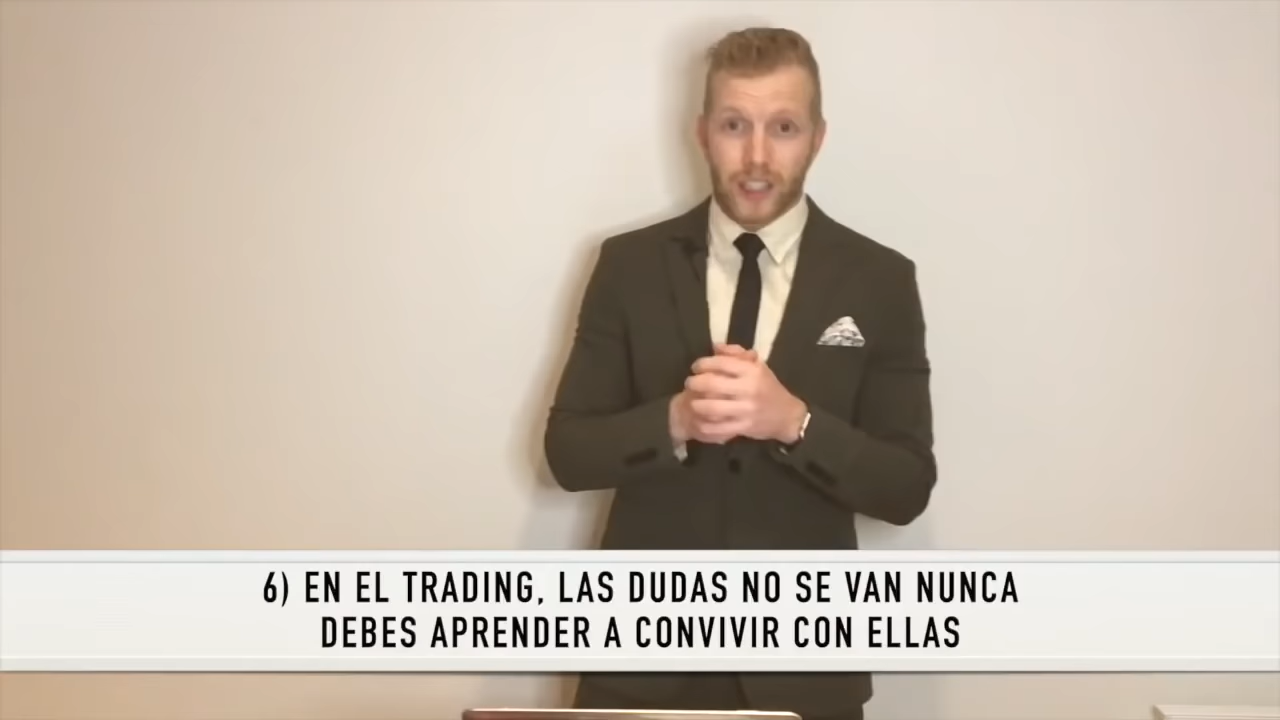 6) EN EL TRADING, LAS DUDAS NO SE VAN NUNCA
DEBES APRENDER A CONVIVIR CON ELLAS